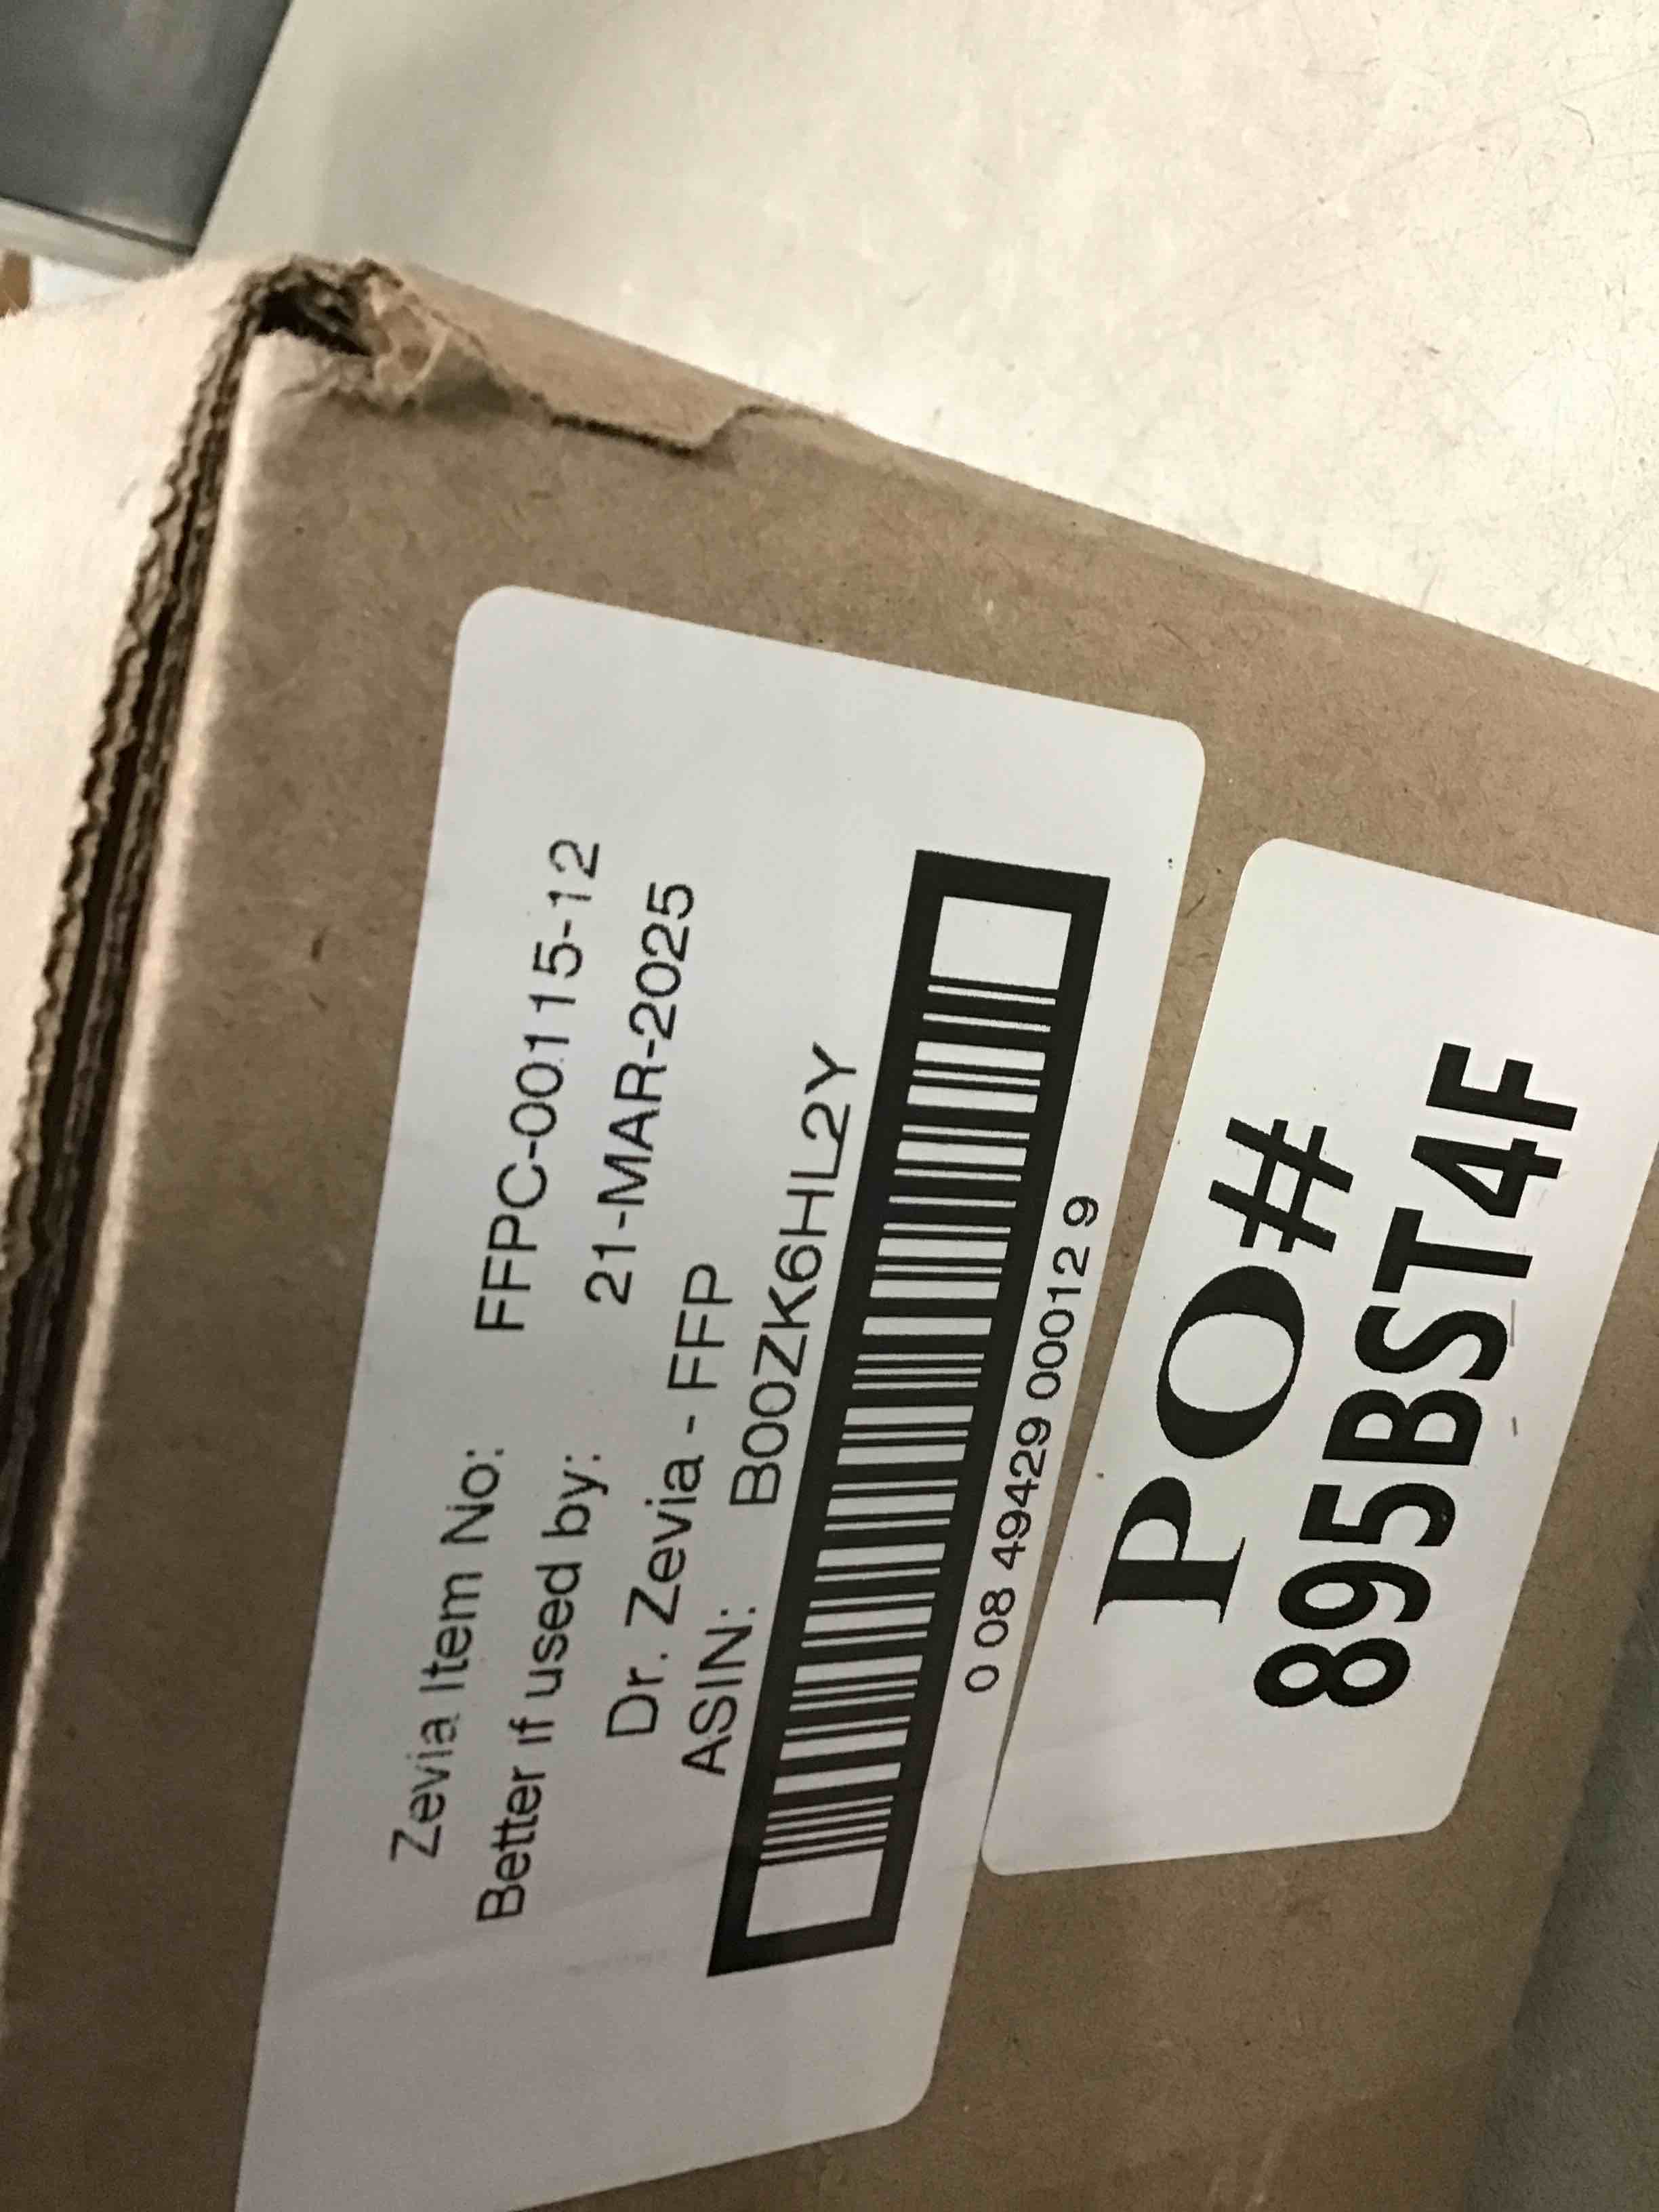 Zevia Item No: FFPC-00115-12
Better if used by: 21-MAR-2025
Dr. Zevia - FFP
ASIN: B00ZK6HL2Y
0 08 49429 00012 9
PO#
895BST4F